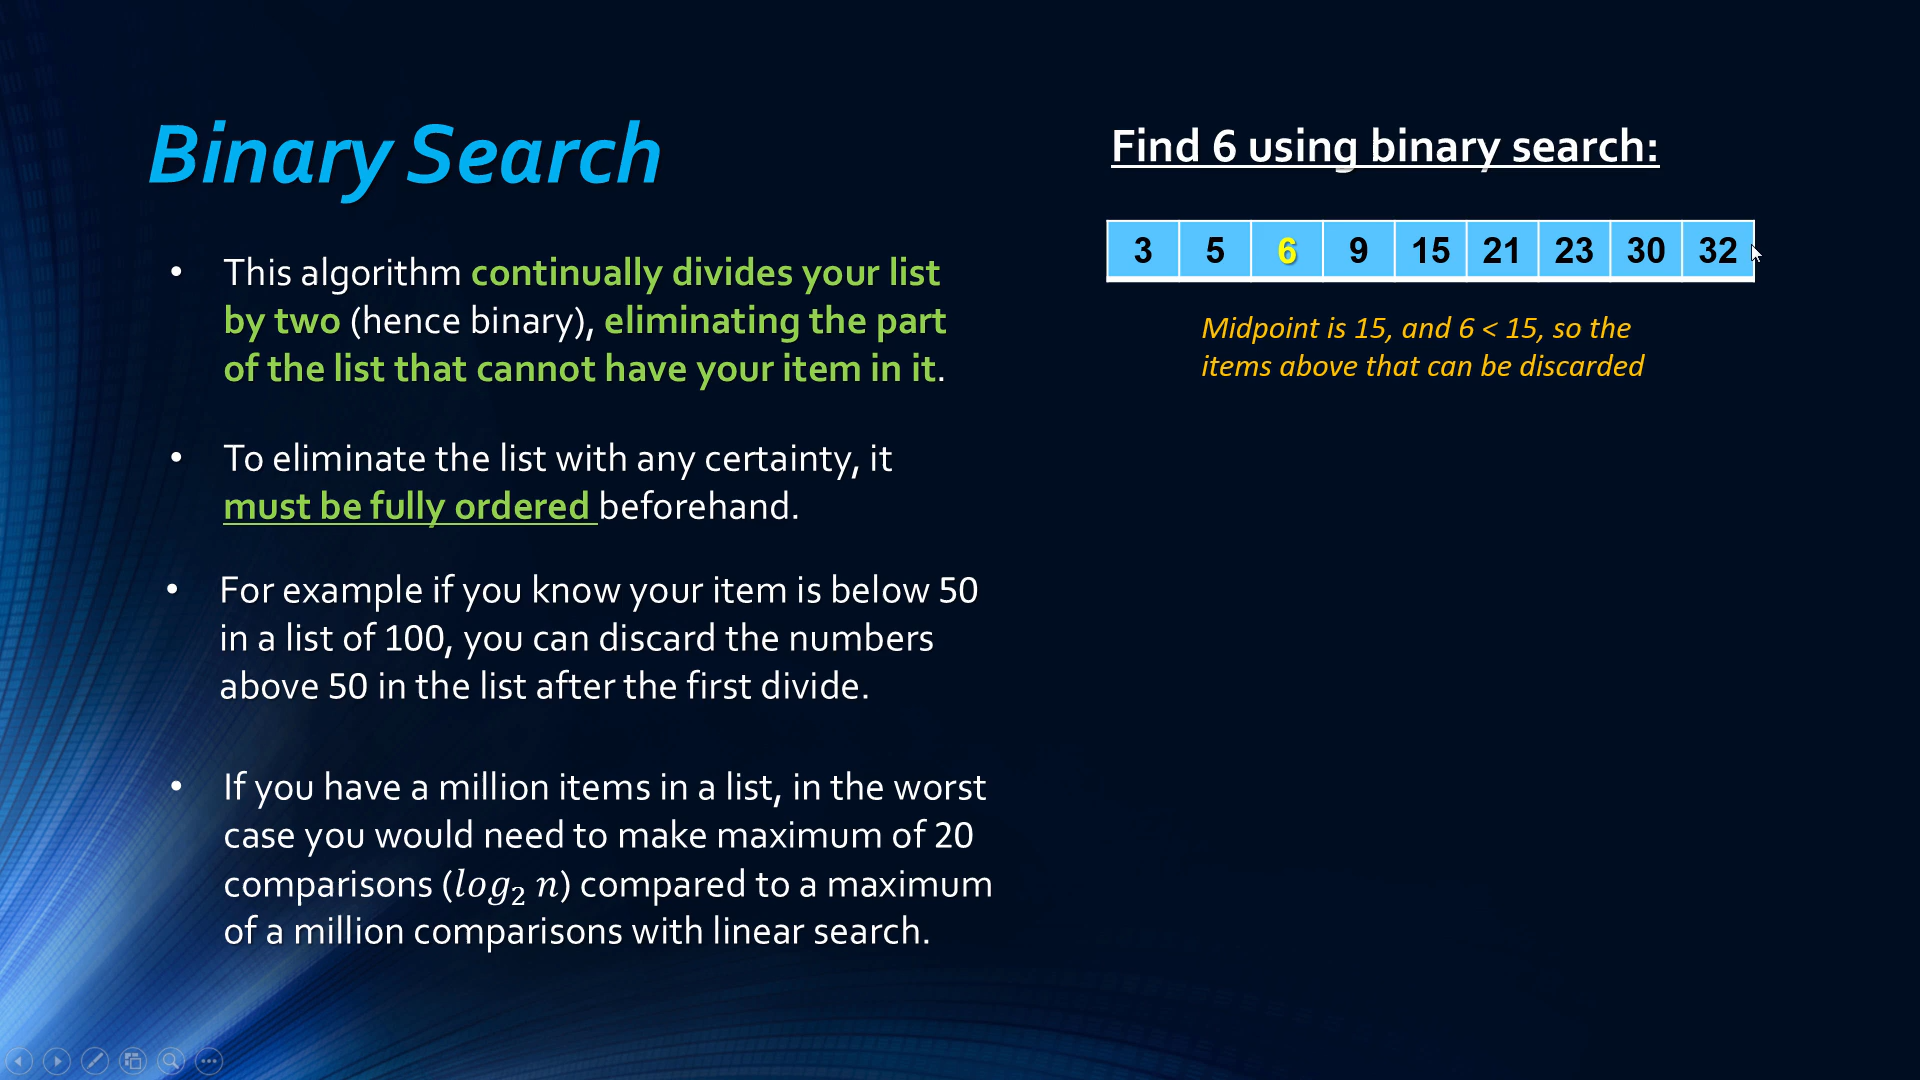 Binary Search
• This algorithm continually divides your list
by two (hence binary), eliminating the part
of the list that cannot have your item in it.
• To eliminate the list with any certainty, it
must be fully ordered beforehand.
• For example if you know your item is below 50
in a list of 100, you can discard the numbers
above 50 in the list after the first divide.
• If you have a million items in a list, in the worst
case you would need to make maximum of 20
comparisons (log₂ n) compared to a maximum
of a million comparisons with linear search.
Find 6 using binary search:
3 5 6 9 15 21 23 30 32
Midpoint is 15, and 6 < 15, so the
items above that can be discarded